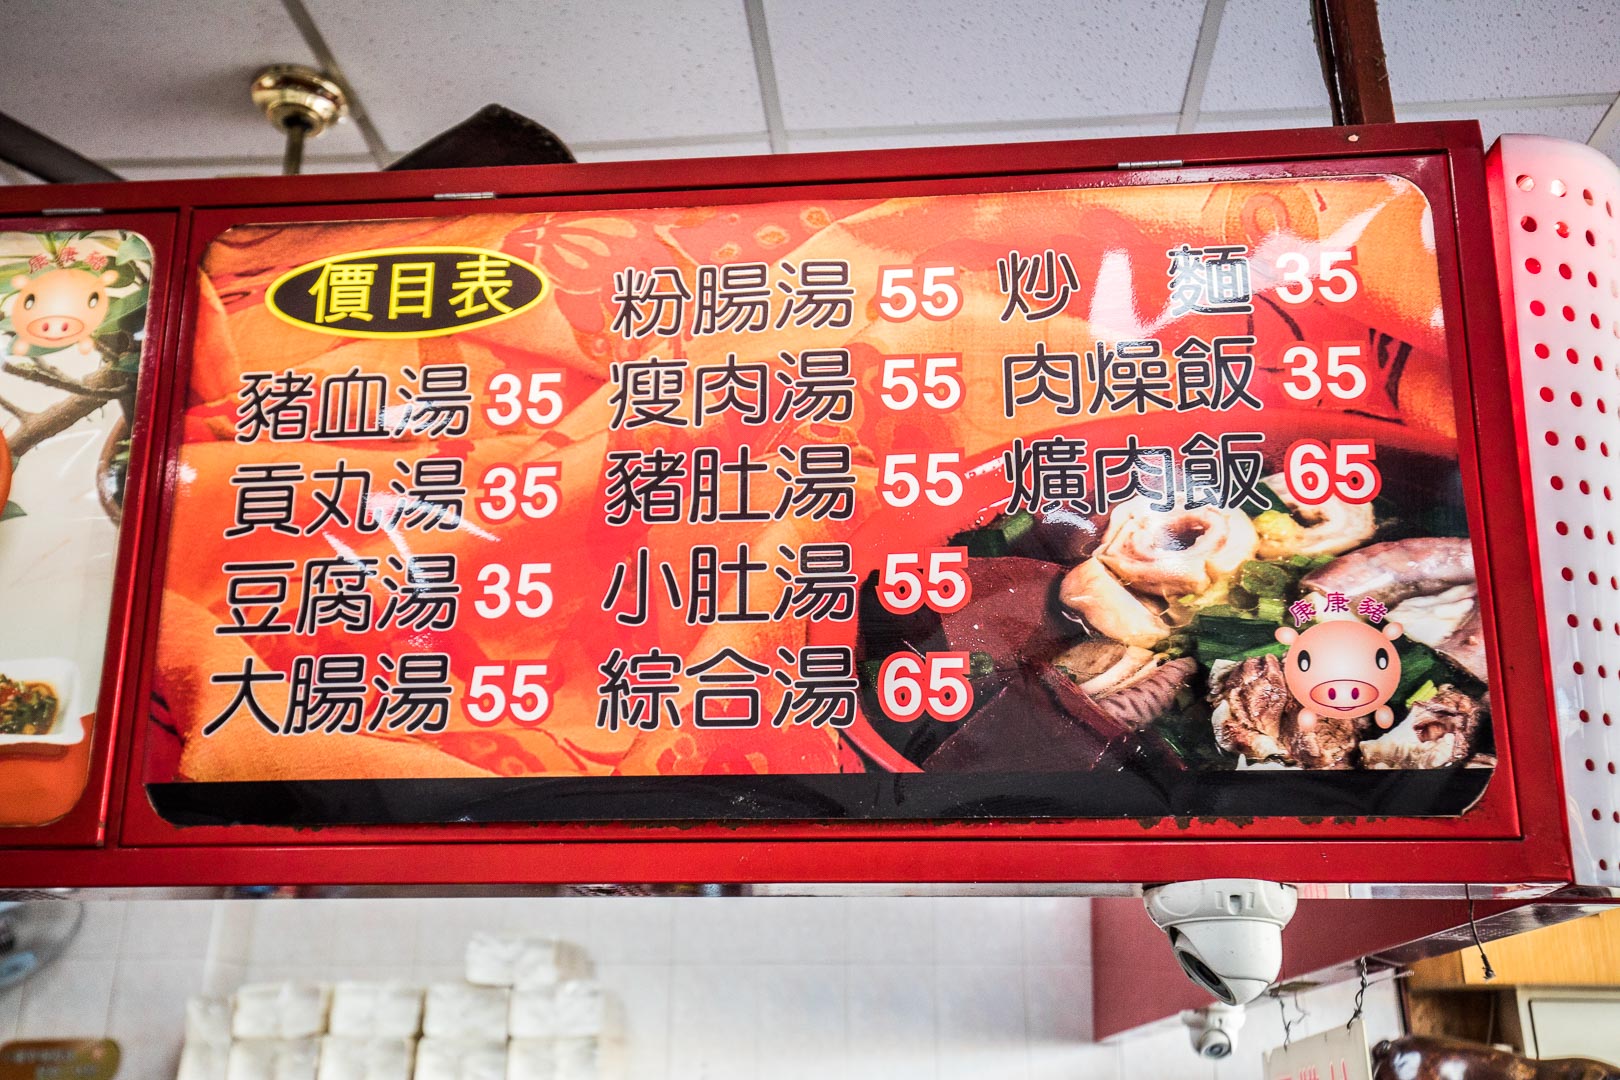 價目表
豬血湯 35
貢丸湯 35
豆腐湯 35
大腸湯 55
粉腸湯 55
瘦肉湯 55
豬肚湯 55
小肚湯 55
綜合湯 65
炒 麵 35
肉燥飯 35
爌肉飯 65
康康豬
康康豬